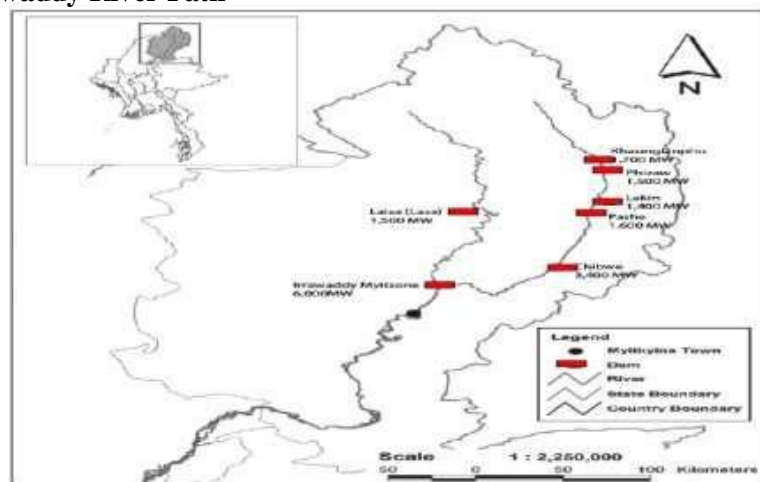 waddy River Path
N
1,700 MW
Phizaw
1,500 MW
Lakin
1,400 MW
Pashe
1,600 MW
Laisa (Lasa)
1,500 MW
Chibwe
3,400 MW
Irrawaddy Myitsone
6,000MW
Legend
Myitkyina Town
Dam
River
State Boundary
Country Boundary
Scale 1 : 2,250,000
50 0 50 100 Kilometers